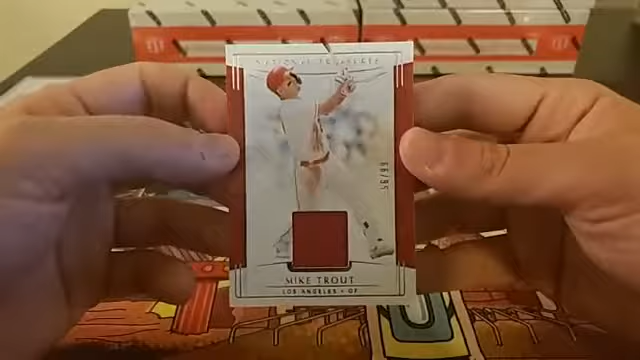 NATIONAL TREASURES
MIKE TROUT
LOS ANGELES • OF